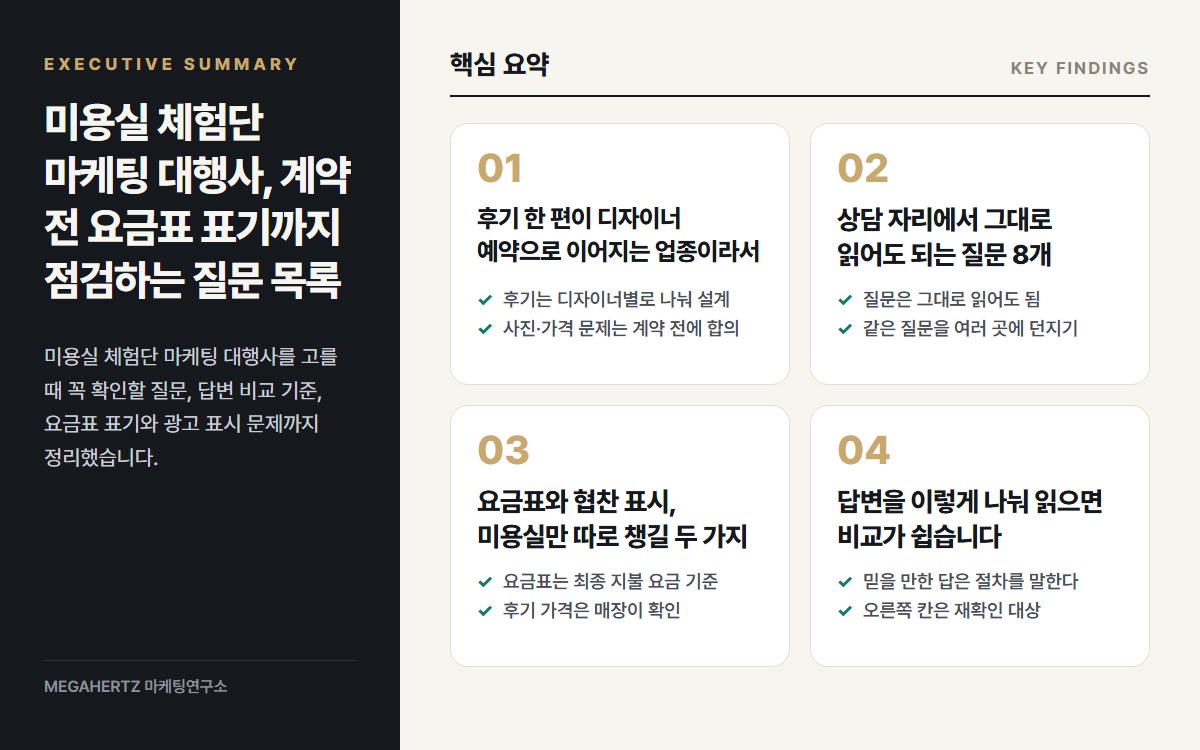 EXECUTIVE SUMMARY
미용실 체험단
마케팅 대행사, 계약
전 요금표 표기까지
점검하는 질문 목록
미용실 체험단 마케팅 대행사를 고를
때 꼭 확인할 질문, 답변 비교 기준,
요금표 표기와 광고 표시 문제까지
정리했습니다.
MEGAHERTZ 마케팅연구소
핵심 요약
KEY FINDINGS
01
후기 한 편이 디자이너
예약으로 이어지는 업종이라서
후기는 디자이너별로 나눠 설계
사진·가격 문제는 계약 전에 합의
02
상담 자리에서 그대로
읽어도 되는 질문 8개
질문은 그대로 읽어도 됨
같은 질문을 여러 곳에 던지기
03
요금표와 협찬 표시,
미용실만 따로 챙길 두 가지
요금표는 최종 지불 요금 기준
후기 가격은 매장이 확인
04
답변을 이렇게 나눠 읽으면
비교가 쉽습니다
믿을 만한 답은 절차를 말한다
오른쪽 칸은 재확인 대상